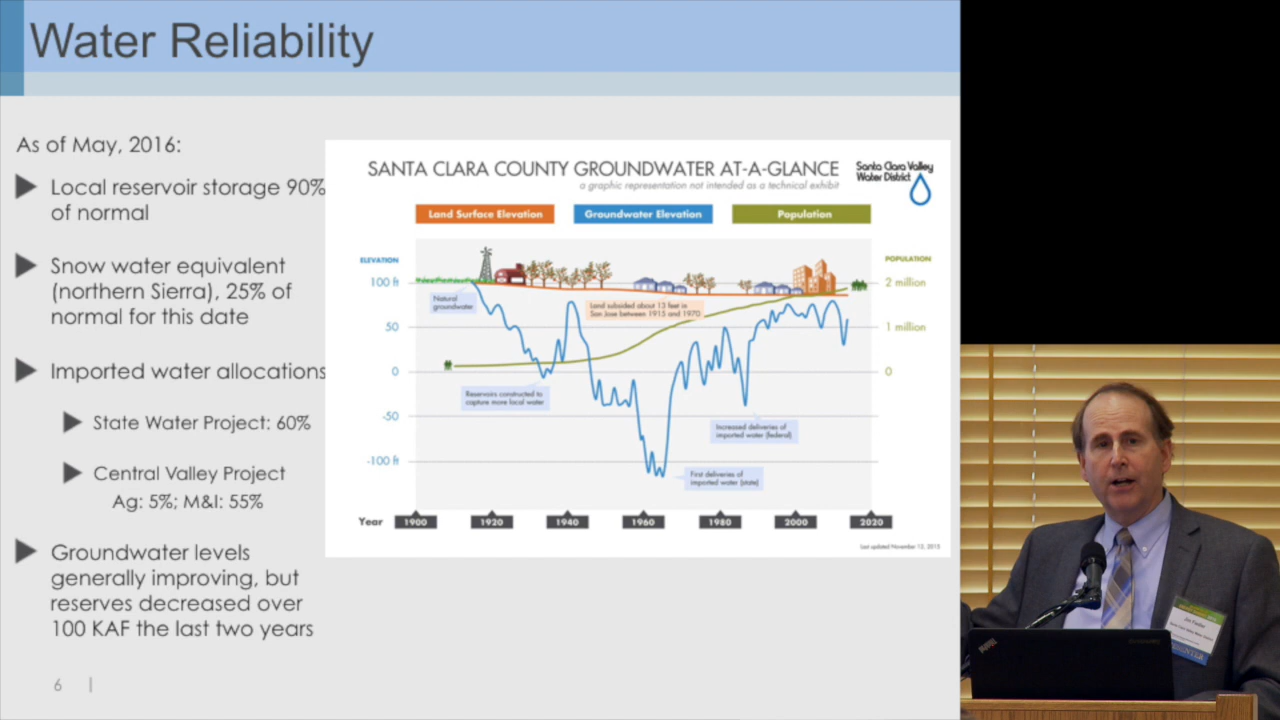 Water Reliability
As of May, 2016:
Local reservoir storage 90%
of normal
Snow water equivalent
(northern Sierra), 25% of
normal for this date
Imported water allocations
State Water Project: 60%
Central Valley Project
Ag: 5%; M&I: 55%
Groundwater levels
generally improving, but
reserves decreased over
100 KAF the last two years
6 |
SANTA CLARA COUNTY GROUNDWATER AT-A-GLANCE
a graphic representation not intended as a technical exhibit
Santa Clara Valley
Water District
Land Surface Elevation
Groundwater Elevation
Population
ELEVATION
POPULATION
100 ft
2 million
Natural
groundwater
Land subsided about 13 feet in
San Jose between 1915 and 1970
50
1 million
0
0
Reservoirs constructed to
capture more local water
-50
Increased deliveries of
imported water (federal)
-100 ft
First deliveries of
imported water (state)
Year
1900
1920
1940
1960
1980
2000
2020
Last updated November 15, 2015